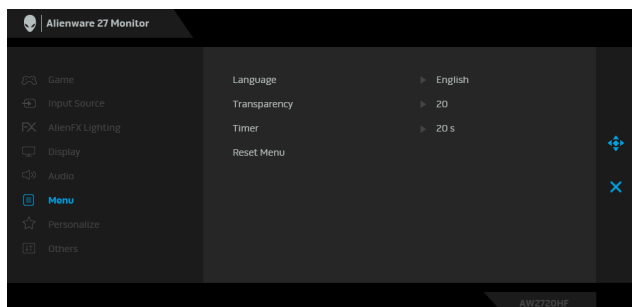 Alienware 27 Monitor
Game
Input Source
AlienFX Lighting
Display
Audio
Menu
Personalize
Others
Language English
Transparency 20
Timer 20 s
Reset Menu
AW2720HF